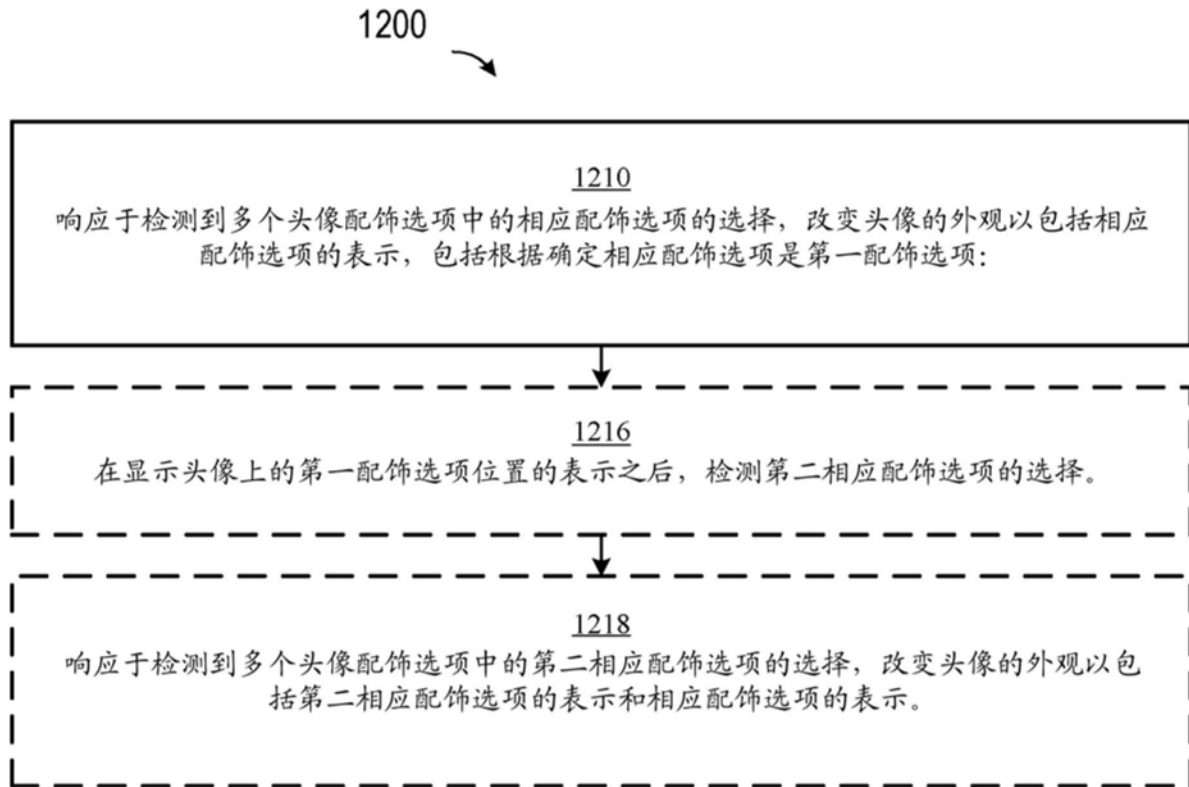 1200
1210
响应于检测到多个头像配饰选项中的相应配饰选项的选择，改变头像的外观以包括相应
配饰选项的表示，包括根据确定相应配饰选项是第一配饰选项：
1216
在显示头像上的第一配饰选项位置的表示之后，检测第二相应配饰选项的选择。
1218
响应于检测到多个头像配饰选项中的第二相应配饰选项的选择，改变头像的外观以包
括第二相应配饰选项的表示和相应配饰选项的表示。